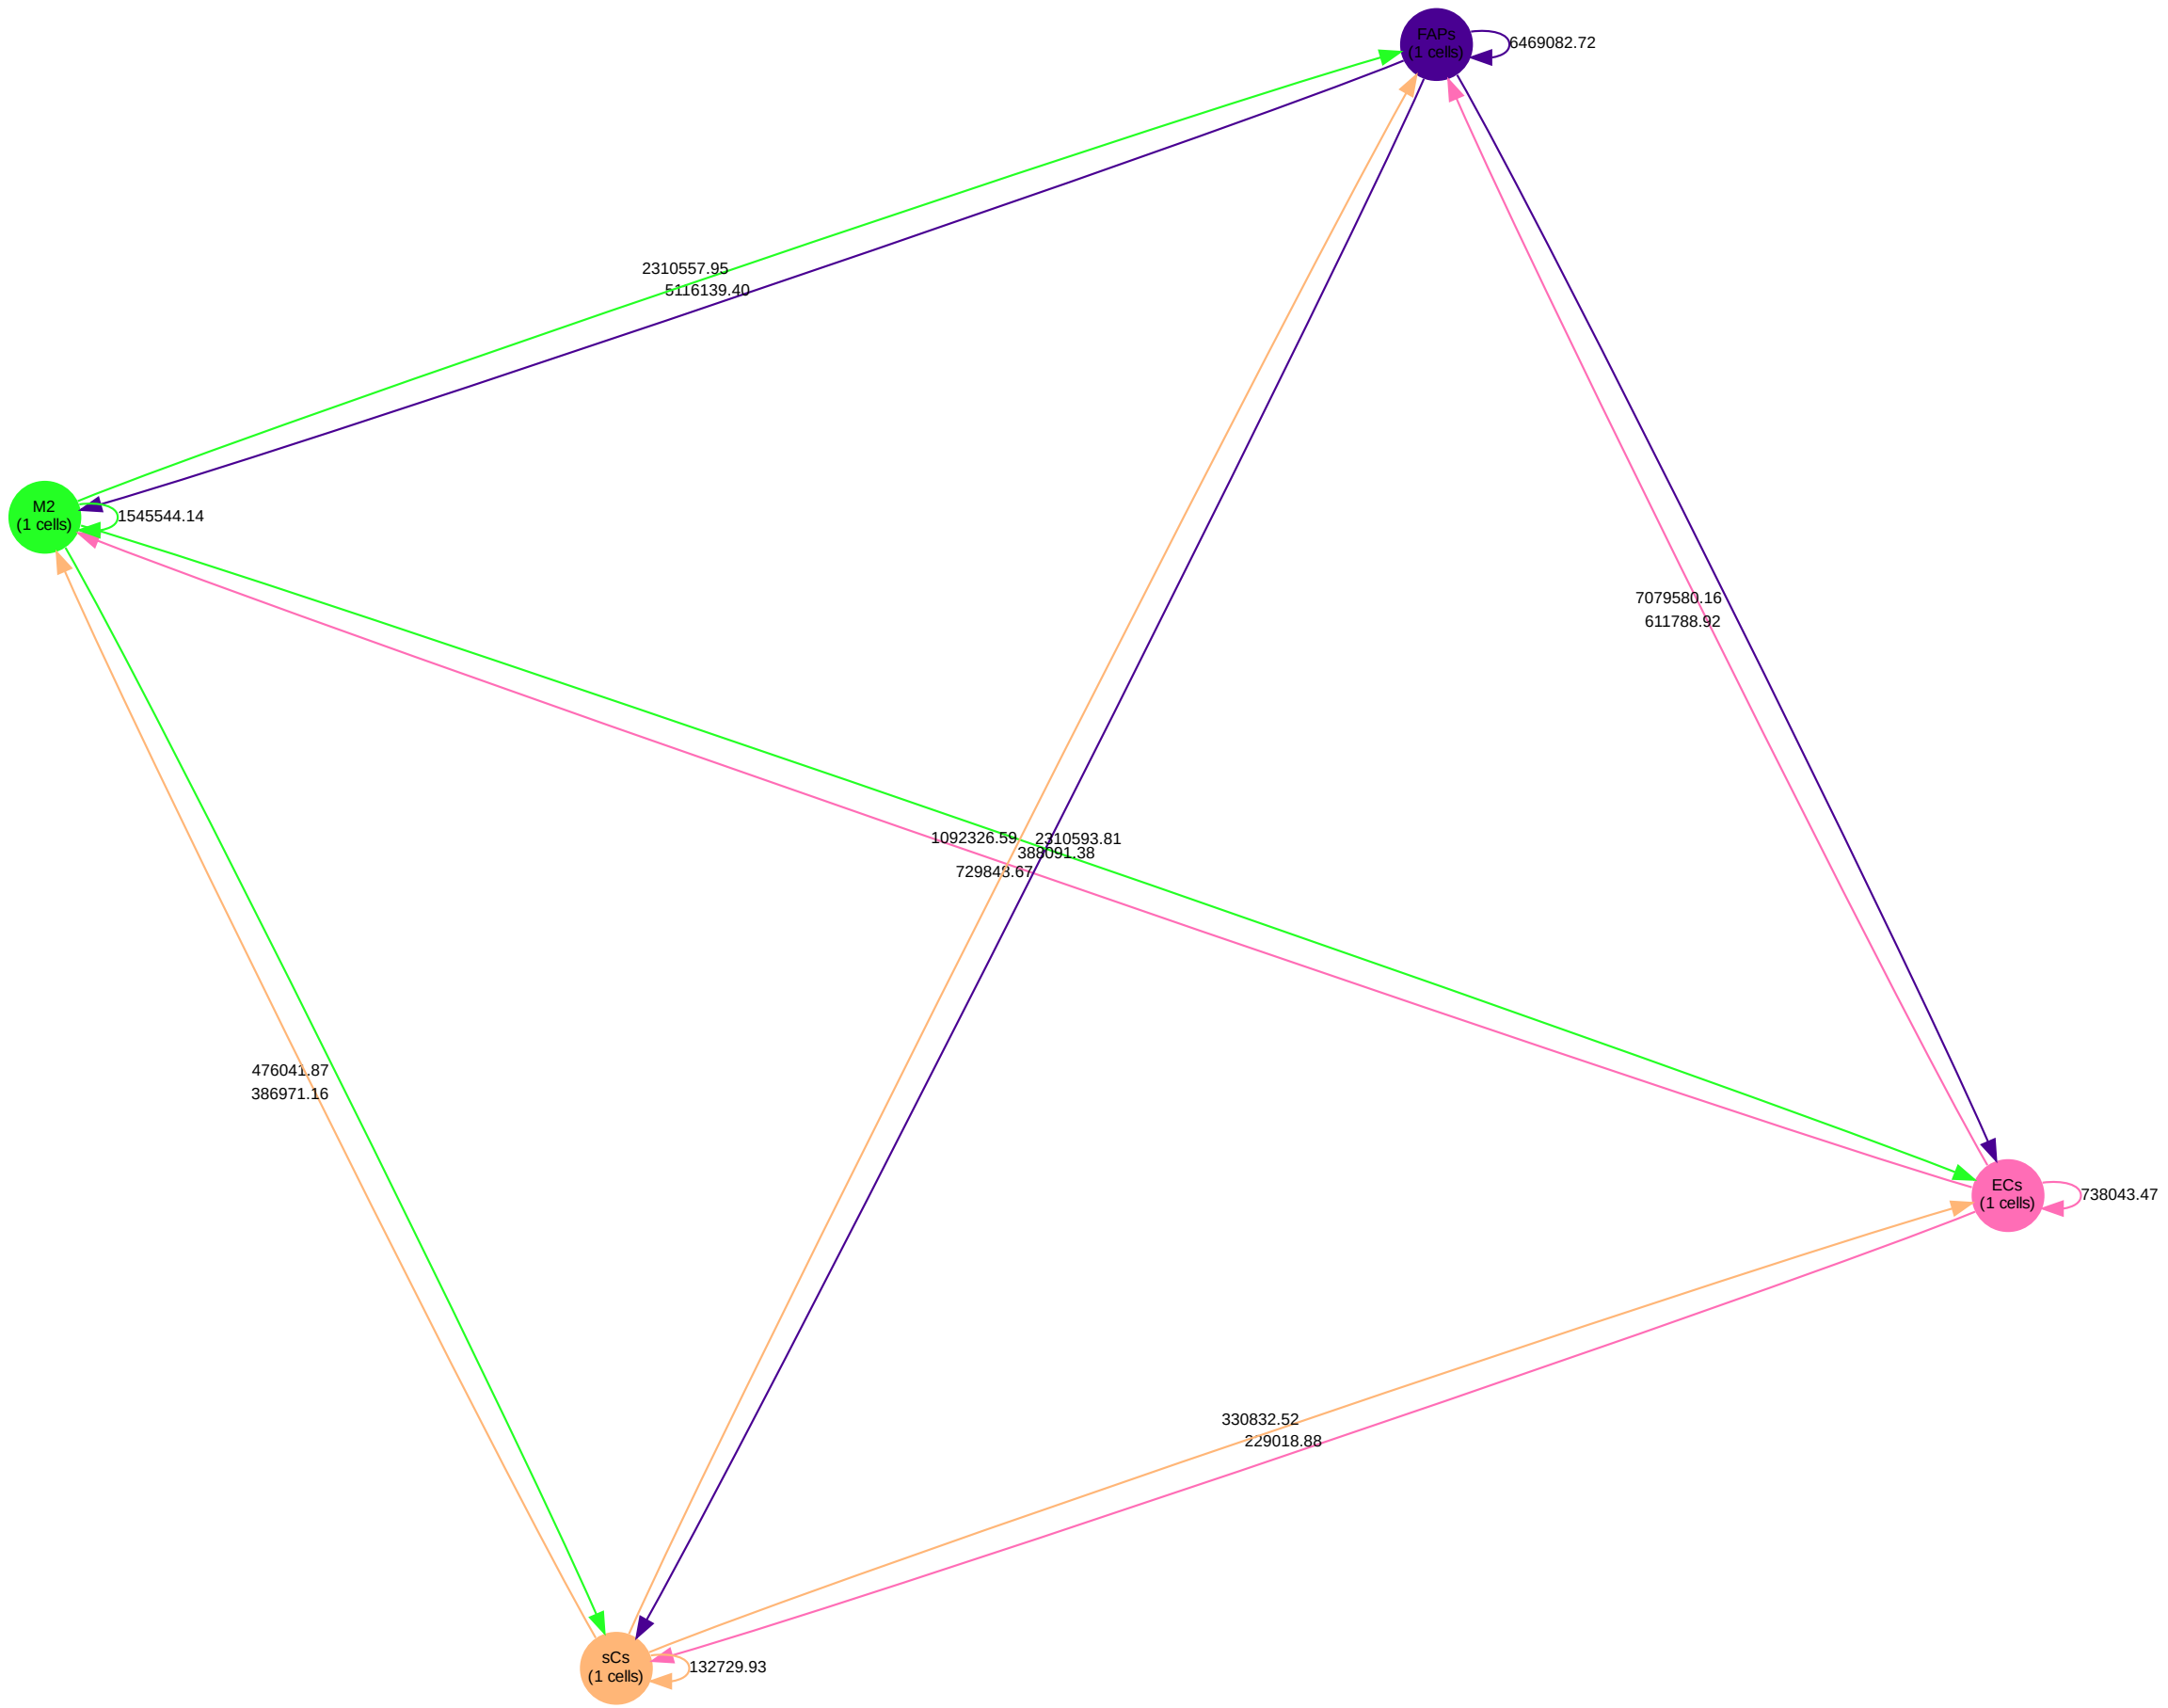 FAPs
(1 cells)
6469082.72
2310557.95
5116139.40
M2
(1 cells)
1545544.14
7079580.16
611788.92
1092326.59
2310593.81
388091.38
729843.67
476041.87
386971.16
ECs
(1 cells)
738043.47
330832.52
229018.88
sCs
(1 cells)
132729.93